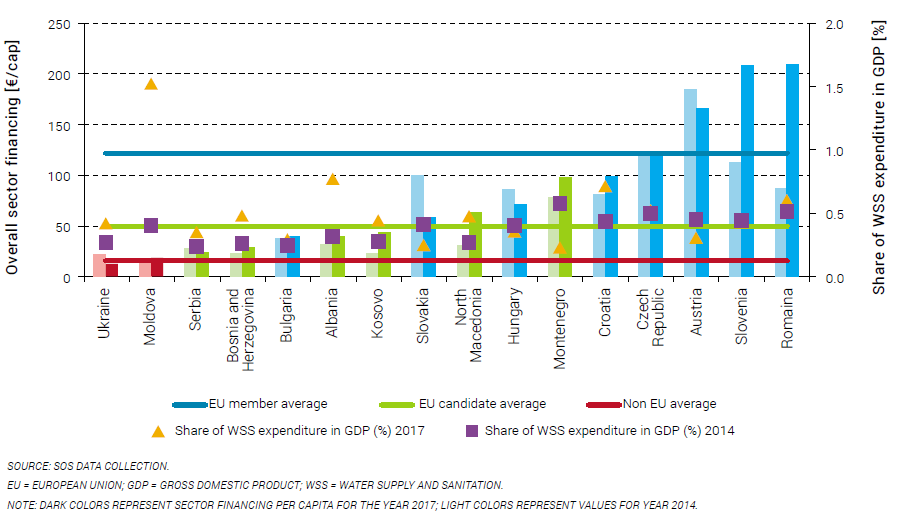 Overall sector financing [€/cap]
250
200
150
100
50
0
2.0
1.5
1.0
0.5
0.0
Share of WSS expenditure in GDP [%]
Ukraine
Moldova
Serbia
Bosnia and
Herzegovina
Bulgaria
Albania
Kosovo
Slovakia
North
Macedonia
Hungary
Montenegro
Croatia
Czech
Republic
Austria
Slovenia
Romaina
EU member average
EU candidate average
Non EU average
Share of WSS expenditure in GDP (%) 2017
Share of WSS expenditure in GDP (%) 2014
SOURCE: SOS DATA COLLECTION.
EU = EUROPEAN UNION; GDP = GROSS DOMESTIC PRODUCT; WSS = WATER SUPPLY AND SANITATION.
NOTE: DARK COLORS REPRESENT SECTOR FINANCING PER CAPITA FOR THE YEAR 2017; LIGHT COLORS REPRESENT VALUES FOR YEAR 2014.